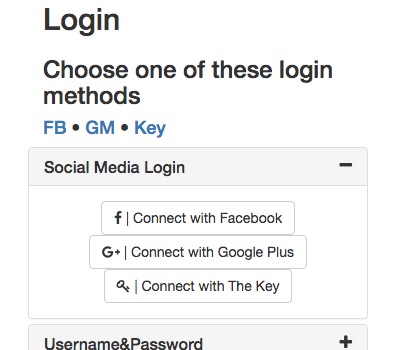 Login
Choose one of these login
methods
FB • GM • Key
Social Media Login
f | Connect with Facebook
G+ | Connect with Google Plus
| Connect with The Key
Username&Password